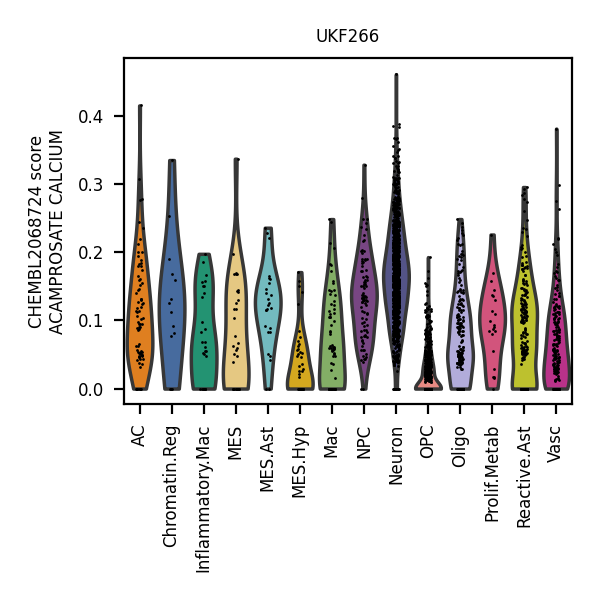 UKF266
CHEMBL2068724 score
ACAMPROSATE CALCIUM
0.4
0.3
0.2
0.1
0.0
AC
Chromatin.Reg
Inflammatory.Mac
MES
MES.Ast
MES.Hyp
Mac
NPC
Neuron
OPC
Oligo
Prolif.Metab
Reactive.Ast
Vasc